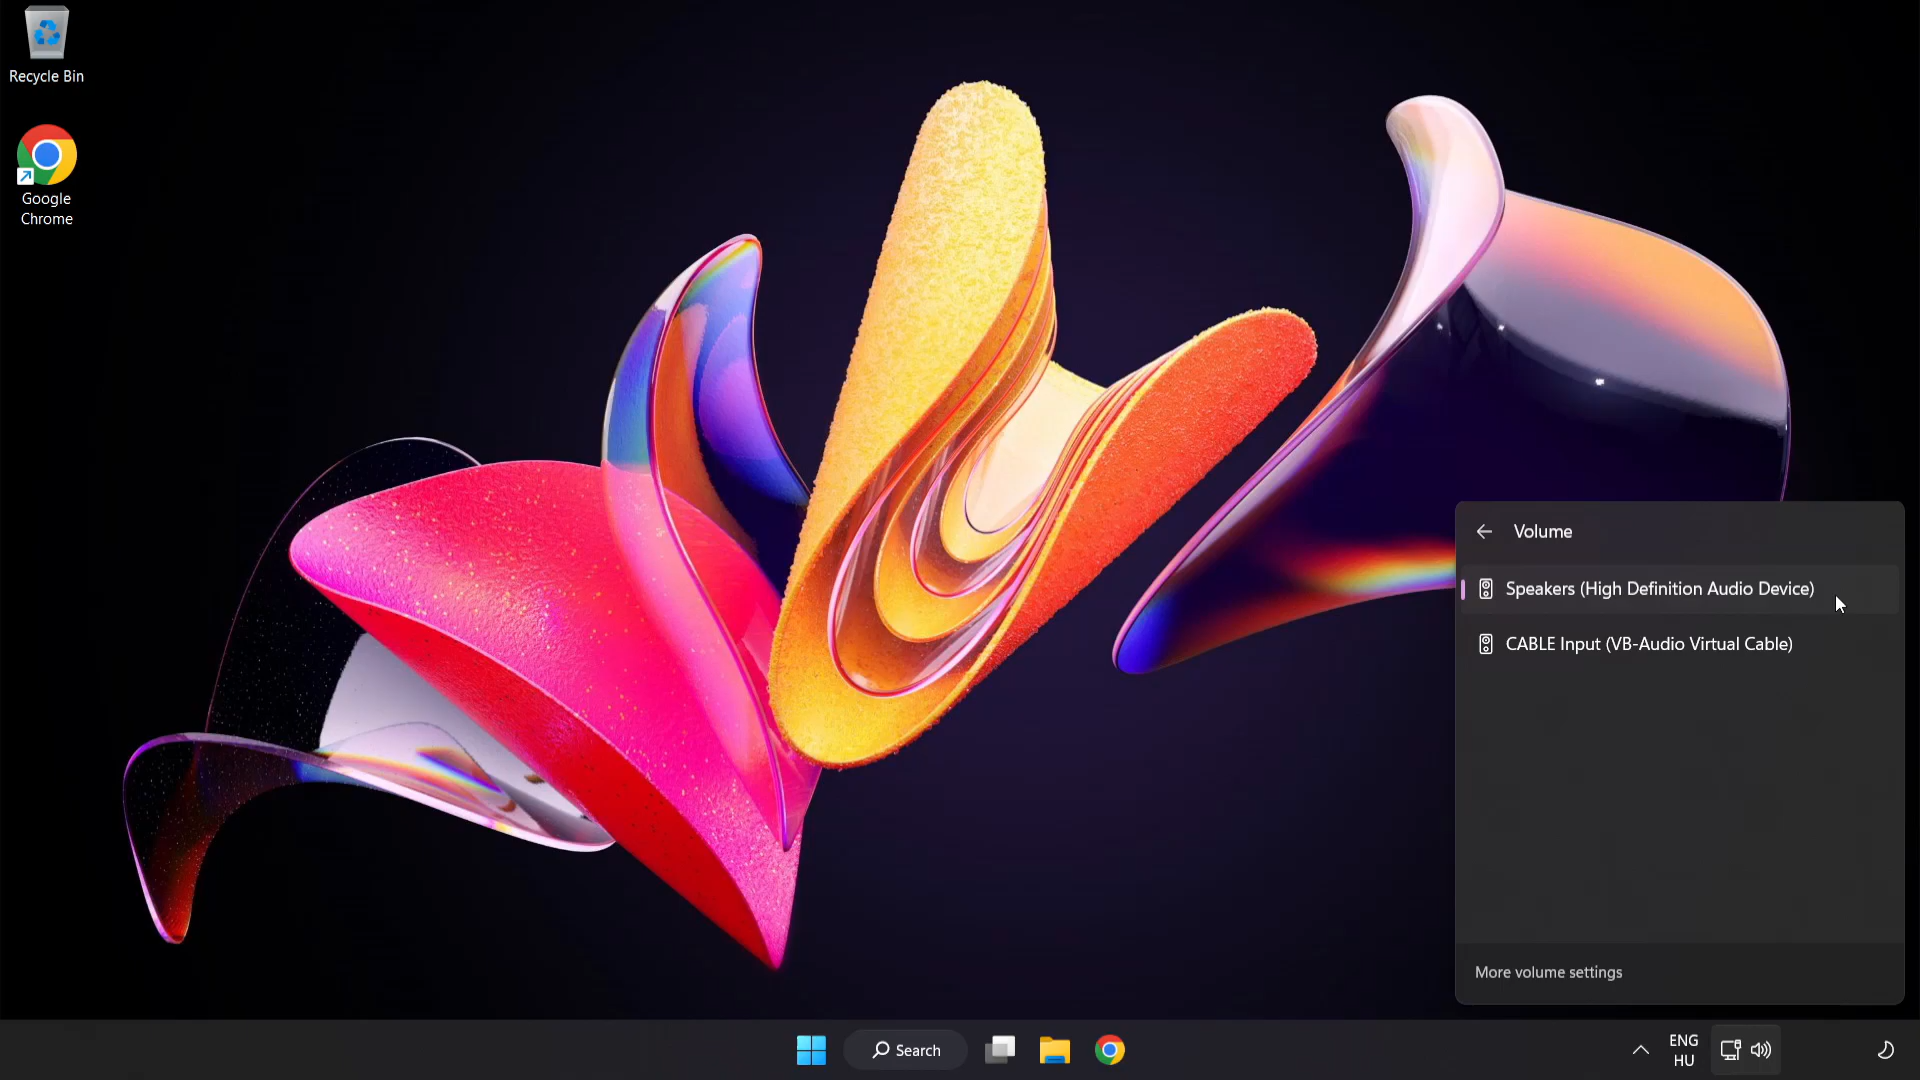 Recycle Bin
Google
Chrome
Volume
Speakers (High Definition Audio Device)
CABLE Input (VB-Audio Virtual Cable)
More volume settings
Search
ENG
HU